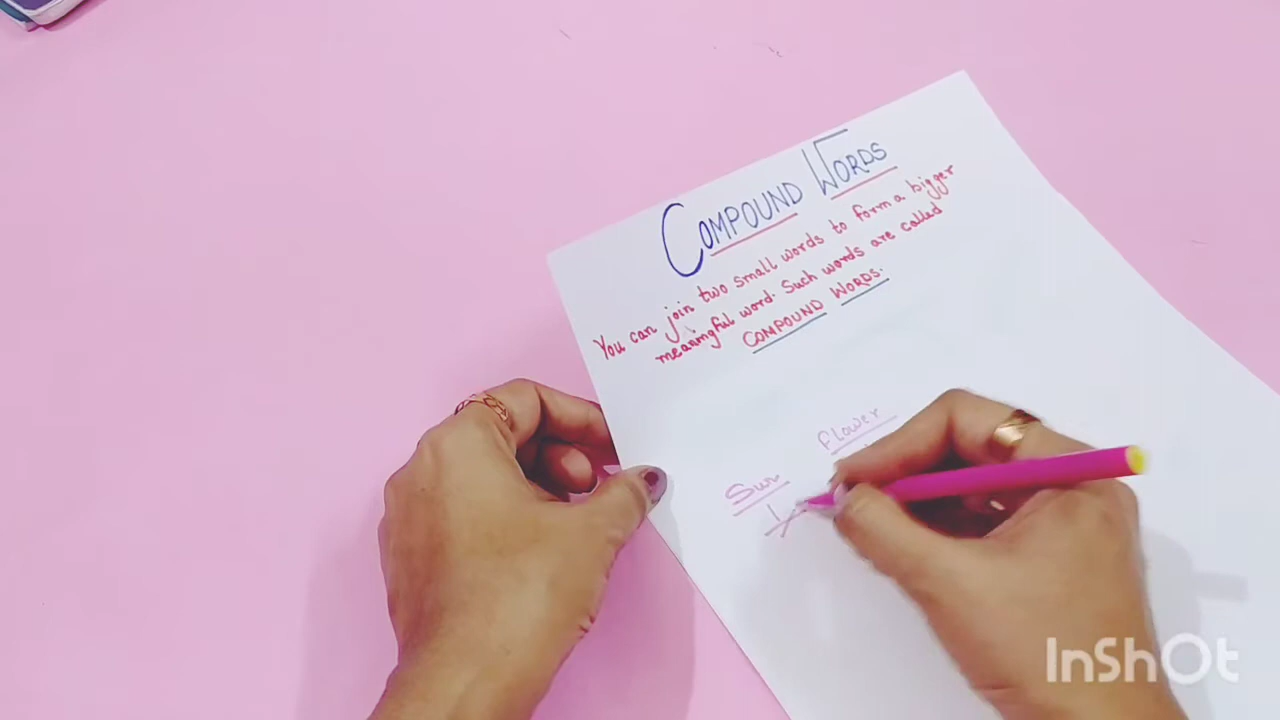 COMPOUND WORDS
You can join two small words to form a bigger
meaningful word. Such words are called
COMPOUND WORDS.
Sun Flower
InShOt